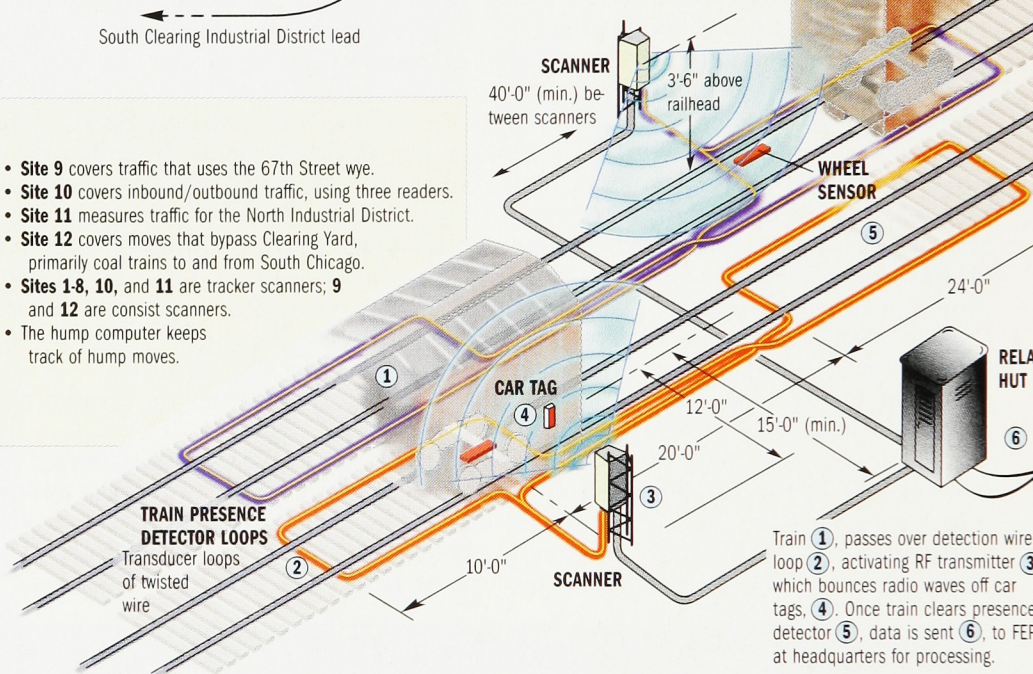 South Clearing Industrial District lead
SCANNER
40'-0" (min.) be-
tween scanners
3'-6" above
railhead
WHEEL
SENSOR
• Site 9 covers traffic that uses the 67th Street wye.
• Site 10 covers inbound/outbound traffic, using three readers.
• Site 11 measures traffic for the North Industrial District.
• Site 12 covers moves that bypass Clearing Yard,
primarily coal trains to and from South Chicago.
• Sites 1-8, 10, and 11 are tracker scanners; 9
and 12 are consist scanners.
• The hump computer keeps
track of hump moves.
5
24'-0"
1
CAR TAG
4
RELA
HUT
12'-0"
15'-0" (min.)
20'-0"
6
3
TRAIN PRESENCE
DETECTOR LOOPS
Transducer loops
of twisted
wire
2
10'-0"
SCANNER
Train 1, passes over detection wire
loop 2, activating RF transmitter 3
which bounces radio waves off car
tags, 4. Once train clears presence
detector 5, data is sent 6, to FEP
at headquarters for processing.